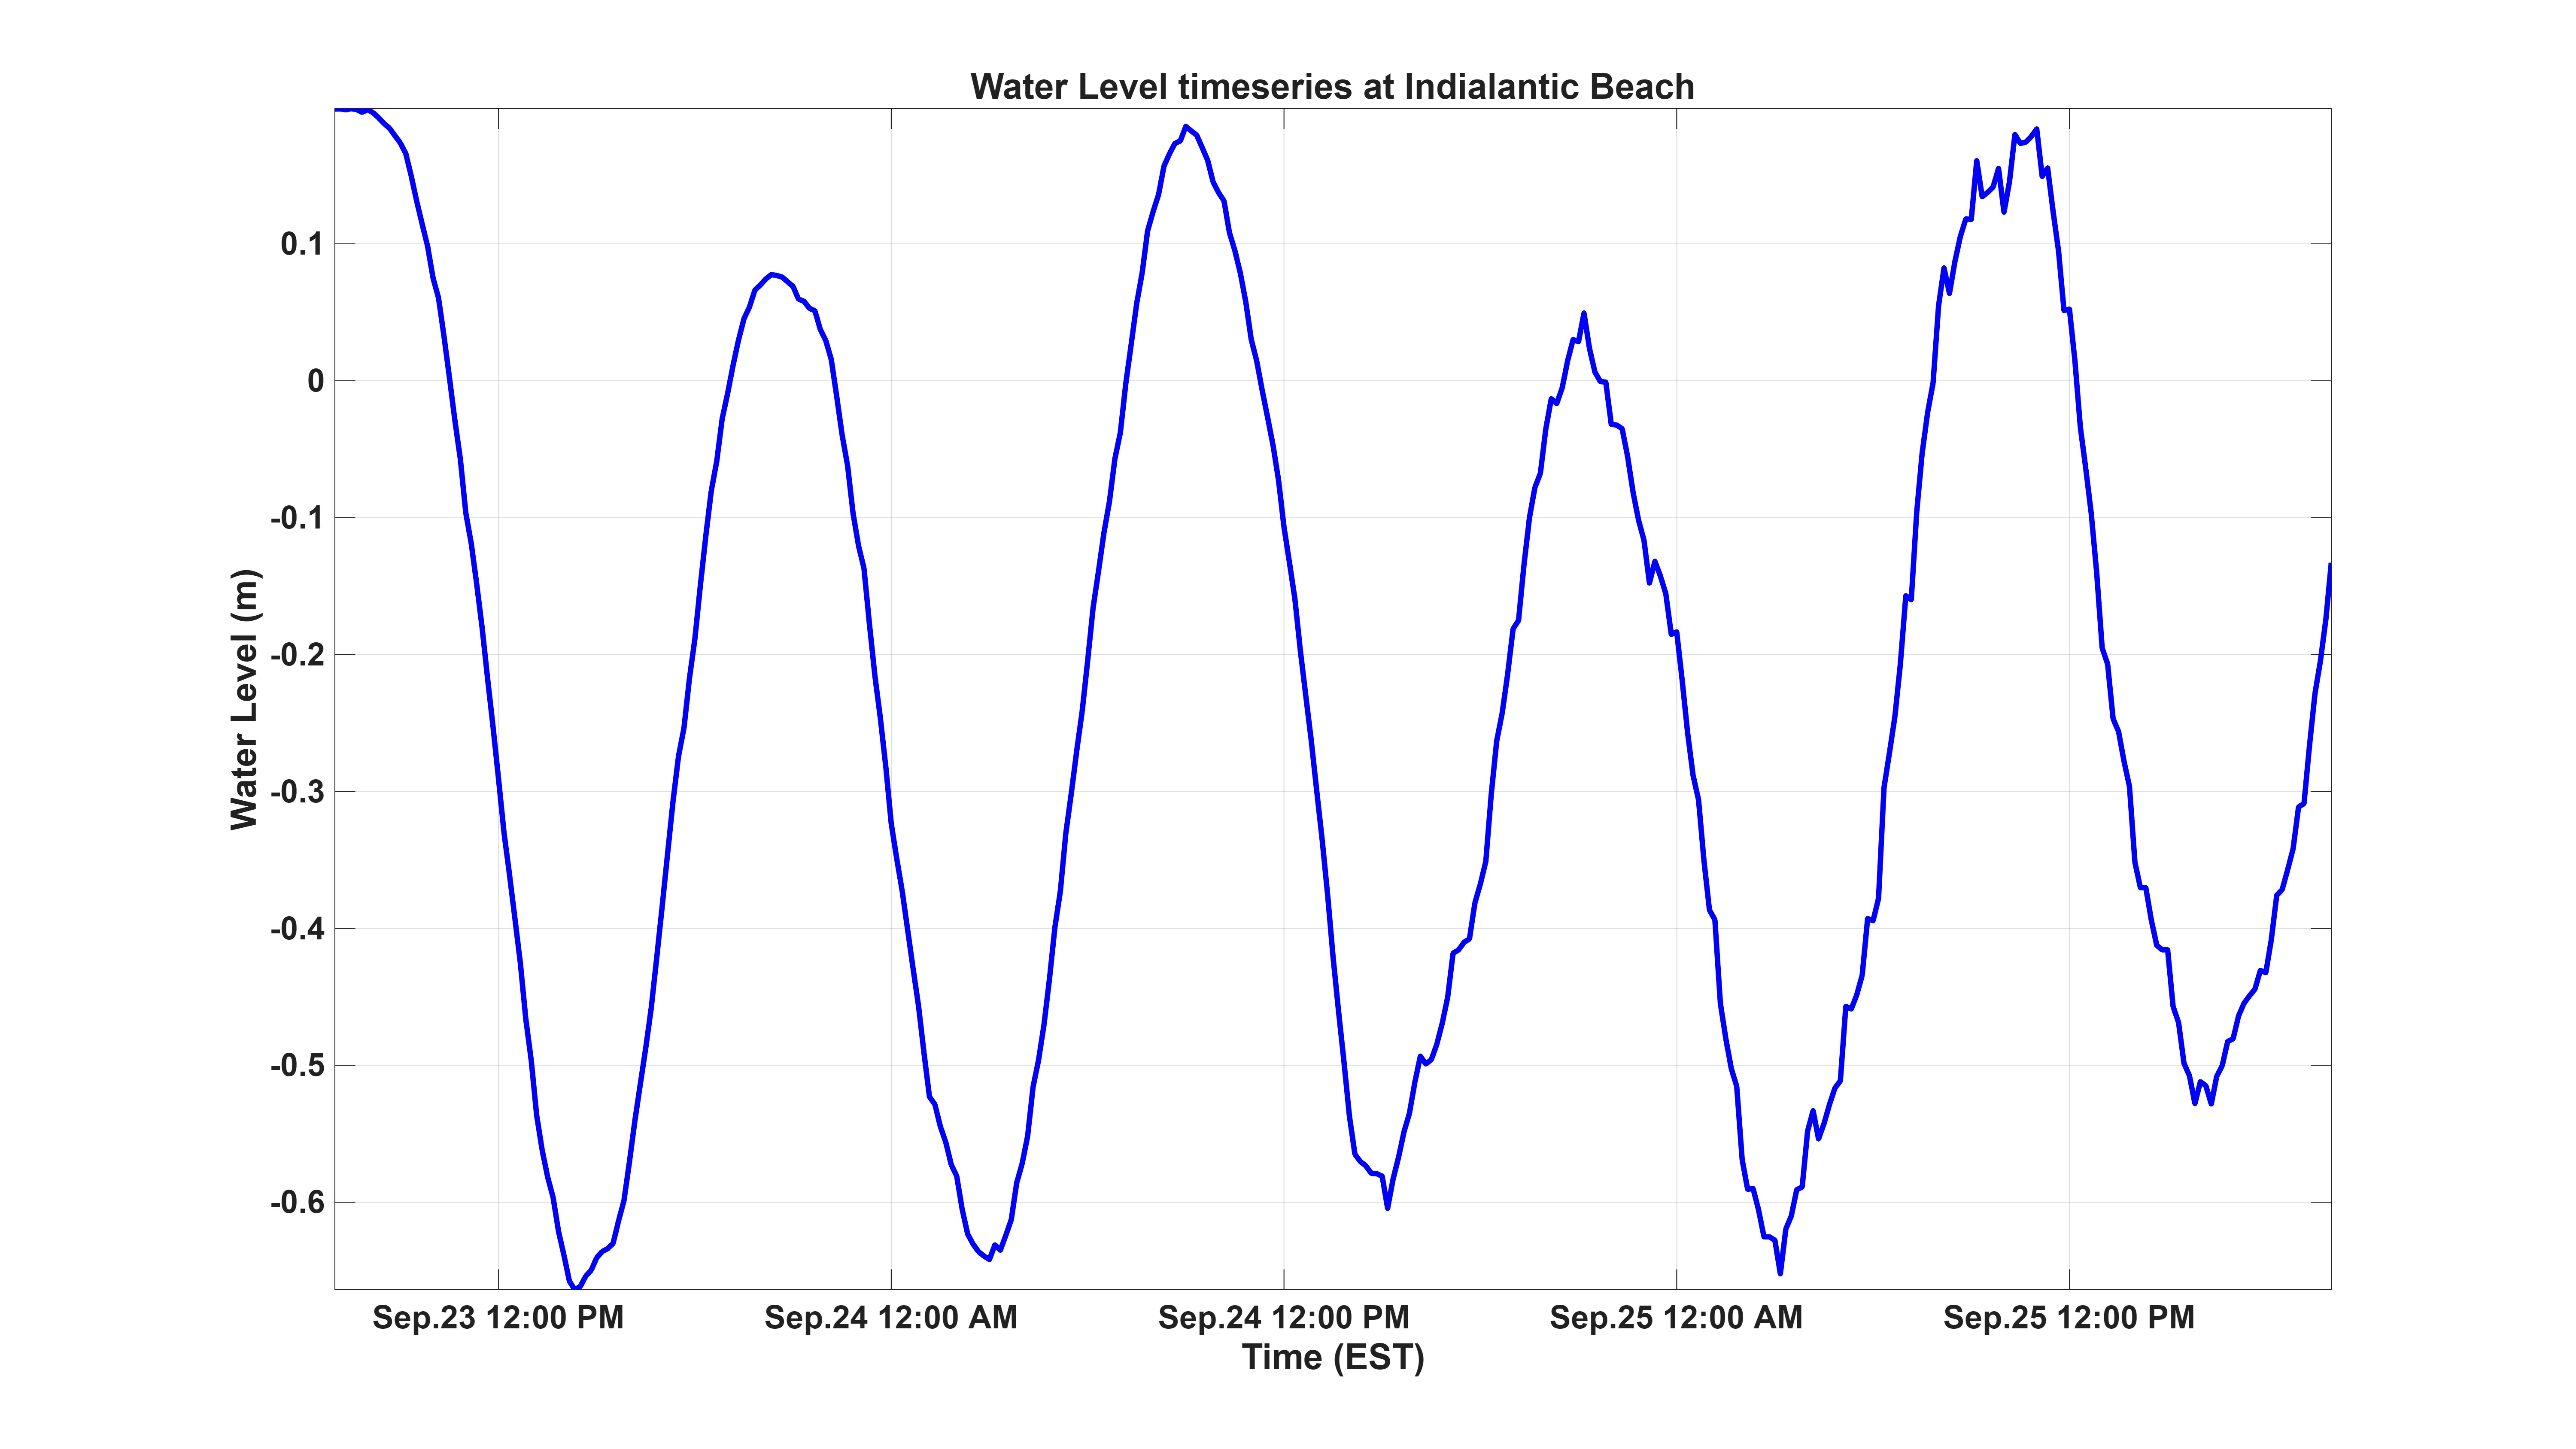 Water Level timeseries at Indialantic Beach
0.1
0
-0.1
-0.2
-0.3
-0.4
-0.5
-0.6
Water Level (m)
Sep.23 12:00 PM Sep.24 12:00 AM Sep.24 12:00 PM Sep.25 12:00 AM Sep.25 12:00 PM
Time (EST)